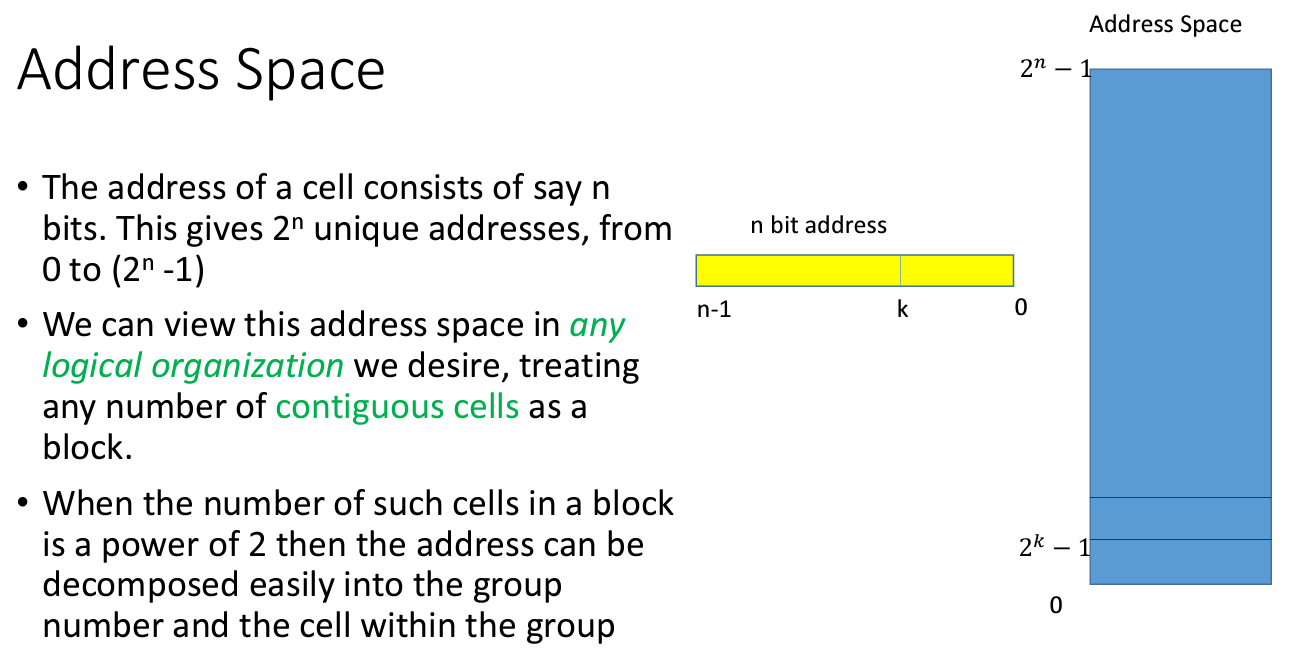 Address Space
• The address of a cell consists of say n
bits. This gives 2ⁿ unique addresses, from
0 to (2ⁿ -1)
• We can view this address space in any
logical organization we desire, treating
any number of contiguous cells as a
block.
• When the number of such cells in a block
is a power of 2 then the address can be
decomposed easily into the group
number and the cell within the group
n bit address
n-1 k 0
Address Space
2ⁿ − 1
2ᵏ − 1
0